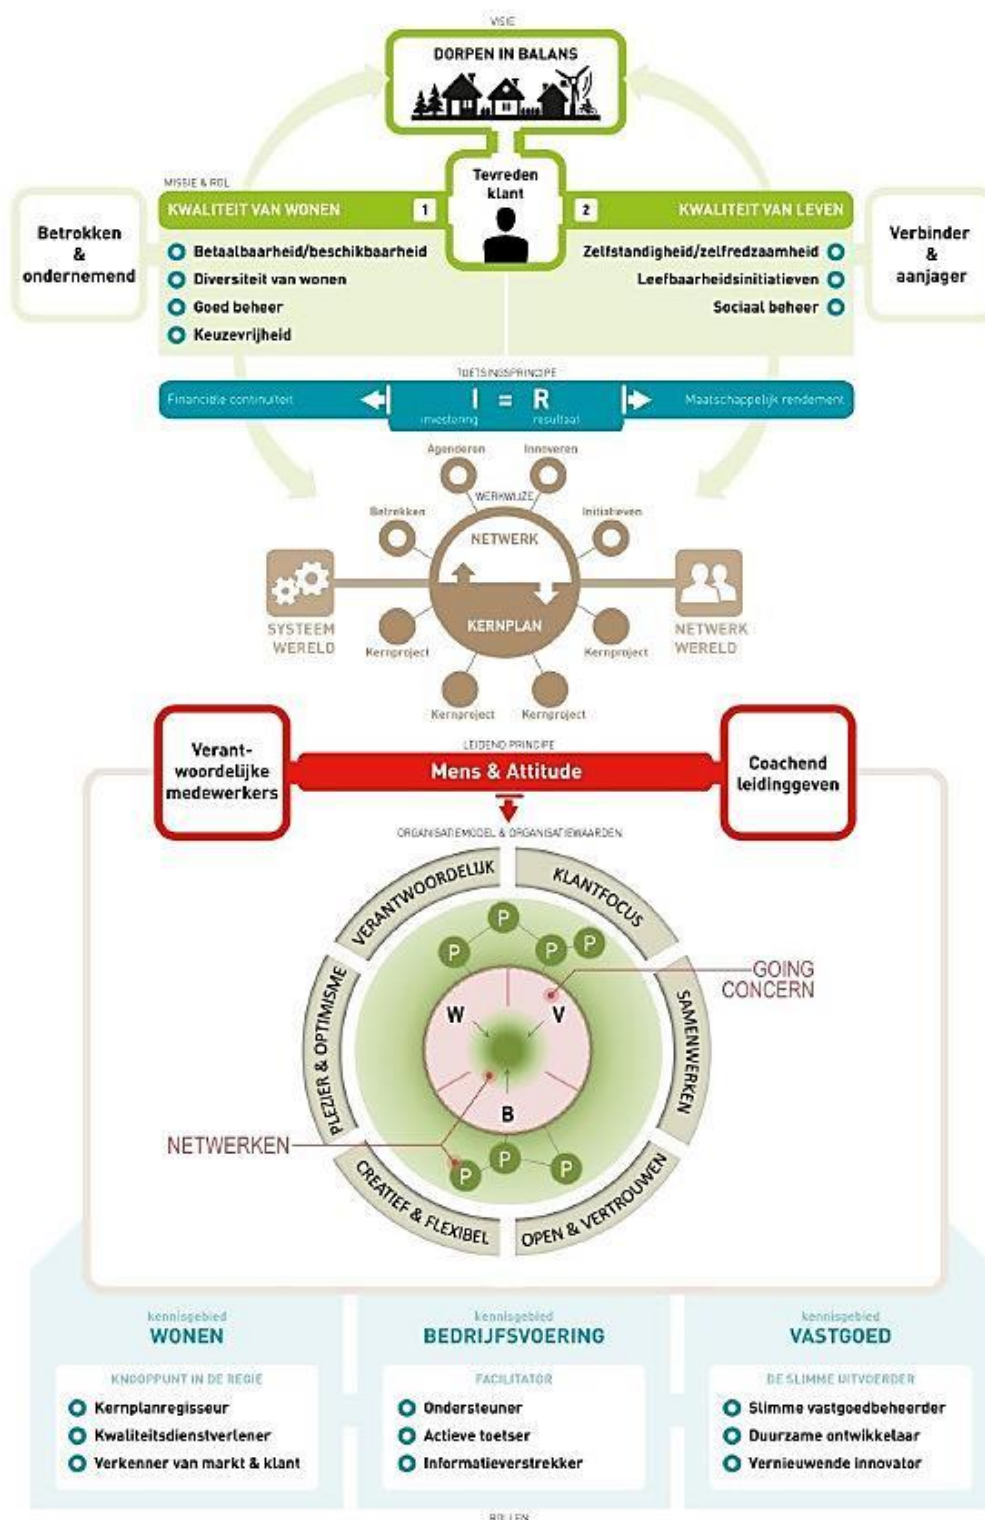 VISIE
DORPEN IN BALANS
MISSIE & ROL
Tevreden
klant
KWALITEIT VAN WONEN
1
2
KWALITEIT VAN LEVEN
Betrokken
&
ondernemend
Betaalbaarheid/beschikbaarheid
Diversiteit van wonen
Goed beheer
Keuzevrijheid
Zelfstandigheid/zelfredzaamheid
Leefbaarheidsinitiatieven
Sociaal beheer
Verbinder
&
aanjager
TOETSINGSPRINCIPE
Financiële continuïteit
I = R
investering resultaat
Maatschappelijk rendement
Agenderen
Innoveren
WERKWIJZE
Betrekken
Initiatieven
NETWERK
KERNPLAN
SYSTEEM
WERELD
NETWERK
WERELD
Kernproject
Kernproject
Kernproject
Kernproject
LEIDEND PRINCIPE
Verant-
woordelijke
medewerkers
Mens & Attitude
Coachend
leidinggeven
ORGANISATIEMODEL & ORGANISATIEWAARDEN
VERANTWOORDELIJK
KLANTFOCUS
PLEZIER & OPTIMISME
SAMENWERKEN
CREATIEF & FLEXIBEL
OPEN & VERTROUWEN
P
P
P
P
GOING
CONCERN
W
V
B
NETWERKEN
P
P
P
kennisgebied
WONEN
KNOOPPUNT IN DE REGIE
Kernplanregisseur
Kwaliteitsdienstverlener
Verkenner van markt & klant
kennisgebied
BEDRIJFSVOERING
FACILITATOR
Ondersteuner
Actieve toetser
Informatieverstrekker
kennisgebied
VASTGOED
DE SLIMME UITVOERDER
Slimme vastgoedbeheerder
Duurzame ontwikkelaar
Vernieuwende innovator
ROLLEN